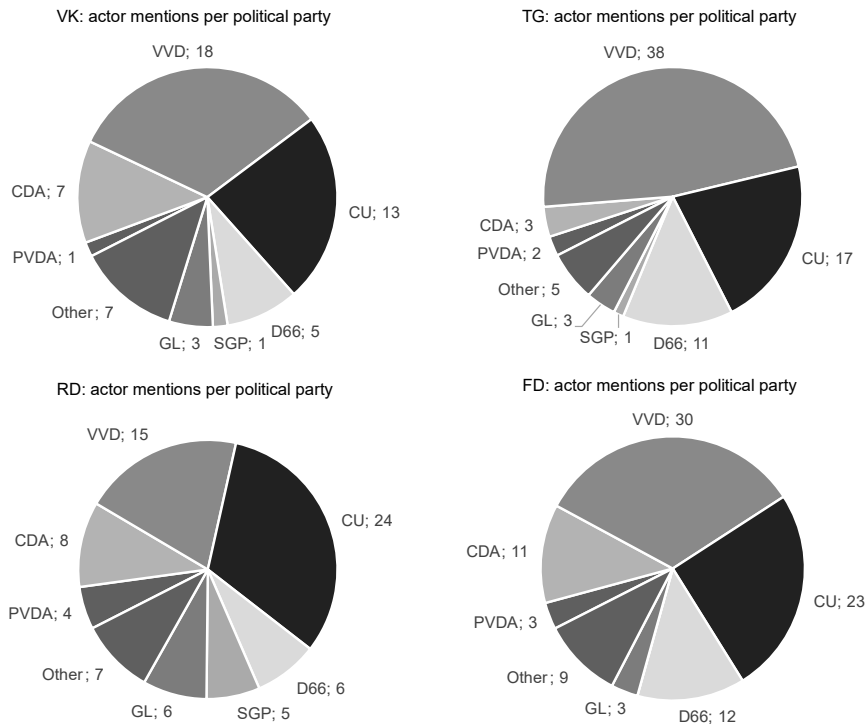 VK: actor mentions per political party
VVD; 18
CU; 13
D66; 5
SGP; 1
GL; 3
Other; 7
PVDA; 1
CDA; 7
TG: actor mentions per political party
VVD; 38
CU; 17
D66; 11
SGP; 1
GL; 3
Other; 5
PVDA; 2
CDA; 3
RD: actor mentions per political party
VVD; 15
CU; 24
D66; 6
SGP; 5
GL; 6
Other; 7
PVDA; 4
CDA; 8
FD: actor mentions per political party
VVD; 30
CU; 23
D66; 12
GL; 3
Other; 9
PVDA; 3
CDA; 11